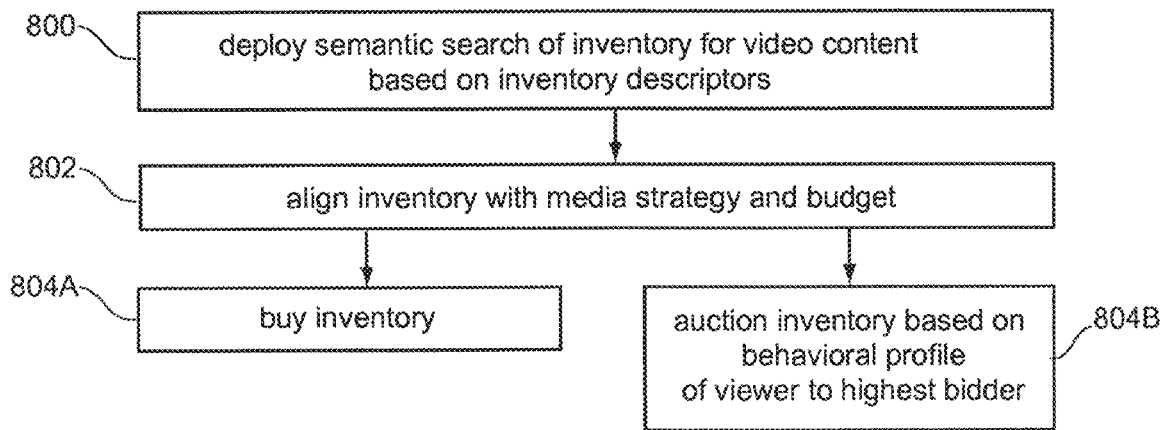 800
deploy semantic search of inventory for video content
based on inventory descriptors
802
align inventory with media strategy and budget
804A
buy inventory
auction inventory based on
behavioral profile
of viewer to highest bidder
804B